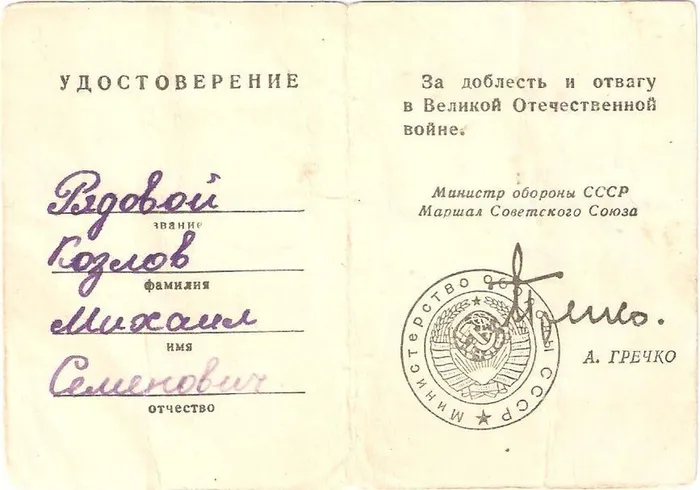 УДОСТОВЕРЕНИЕ
Рядовой
звание
Козлов
фамилия
Михаил
имя
Семенович
отчество
За доблесть и отвагу
в Великой Отечественной
войне.
Министр обороны СССР
Маршал Советского Союза
Министерство обороны СССР
А. ГРЕЧКО